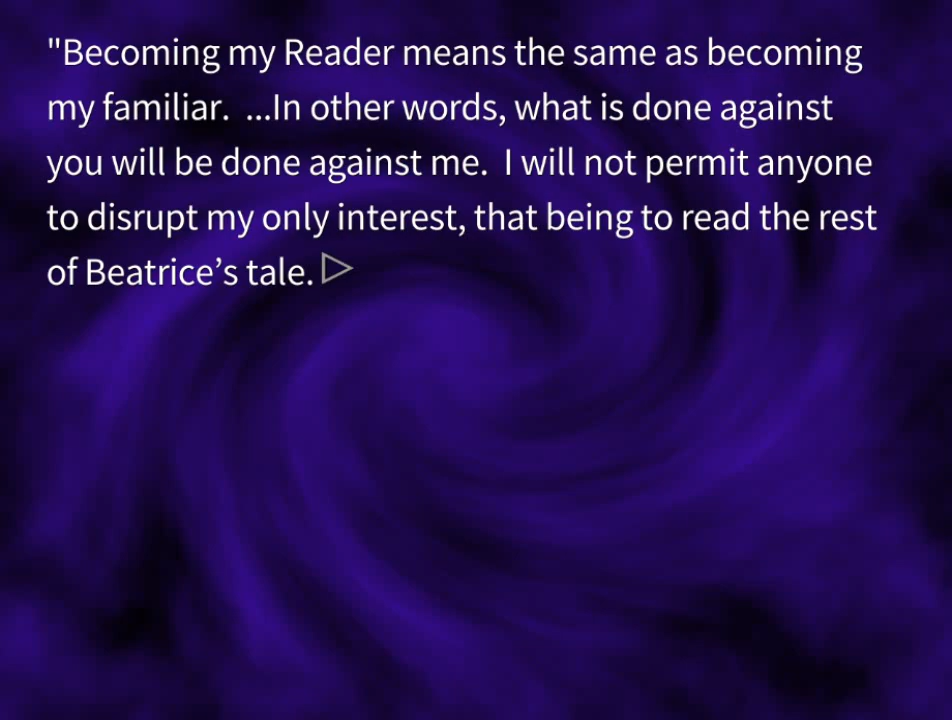 "Becoming my Reader means the same as becoming
my familiar.  ...In other words, what is done against
you will be done against me.  I will not permit anyone
to disrupt my only interest, that being to read the rest
of Beatrice’s tale.